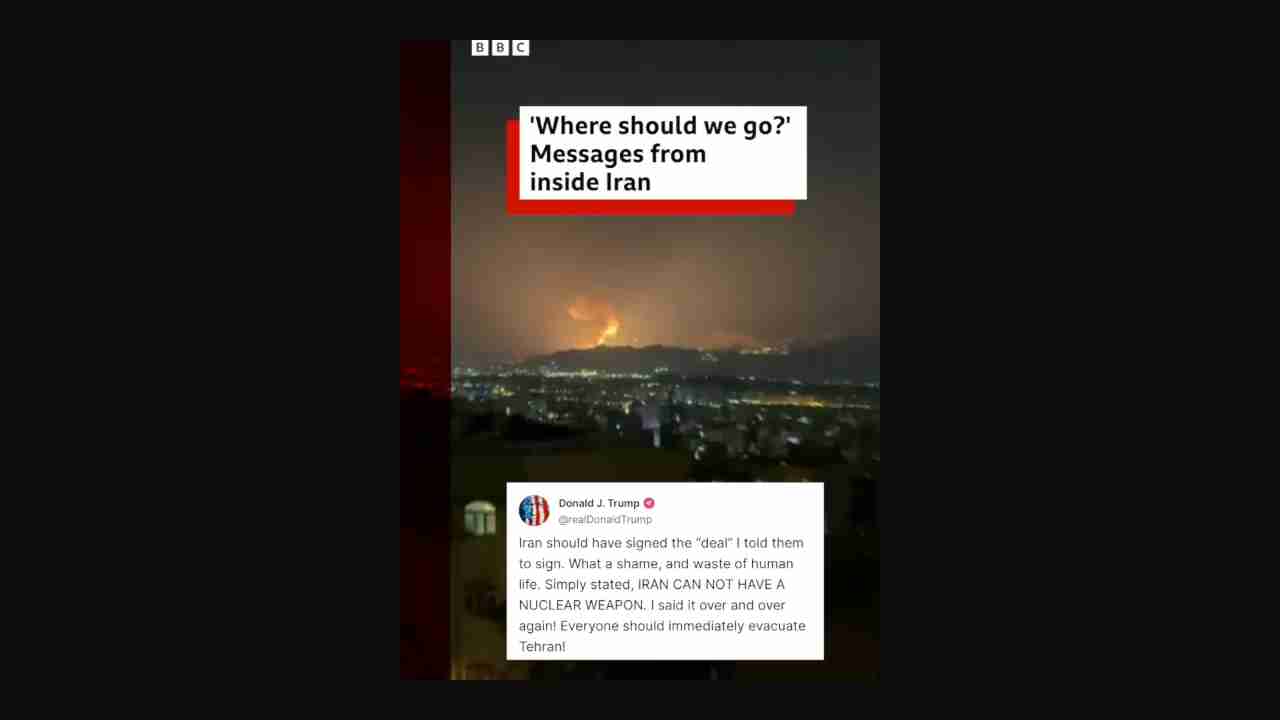 BBC
'Where should we go?'
Messages from
inside Iran
Donald J. Trump
@realDonaldTrump
Iran should have signed the “deal” I told them
to sign. What a shame, and waste of human
life. Simply stated, IRAN CAN NOT HAVE A
NUCLEAR WEAPON. I said it over and over
again! Everyone should immediately evacuate
Tehran!